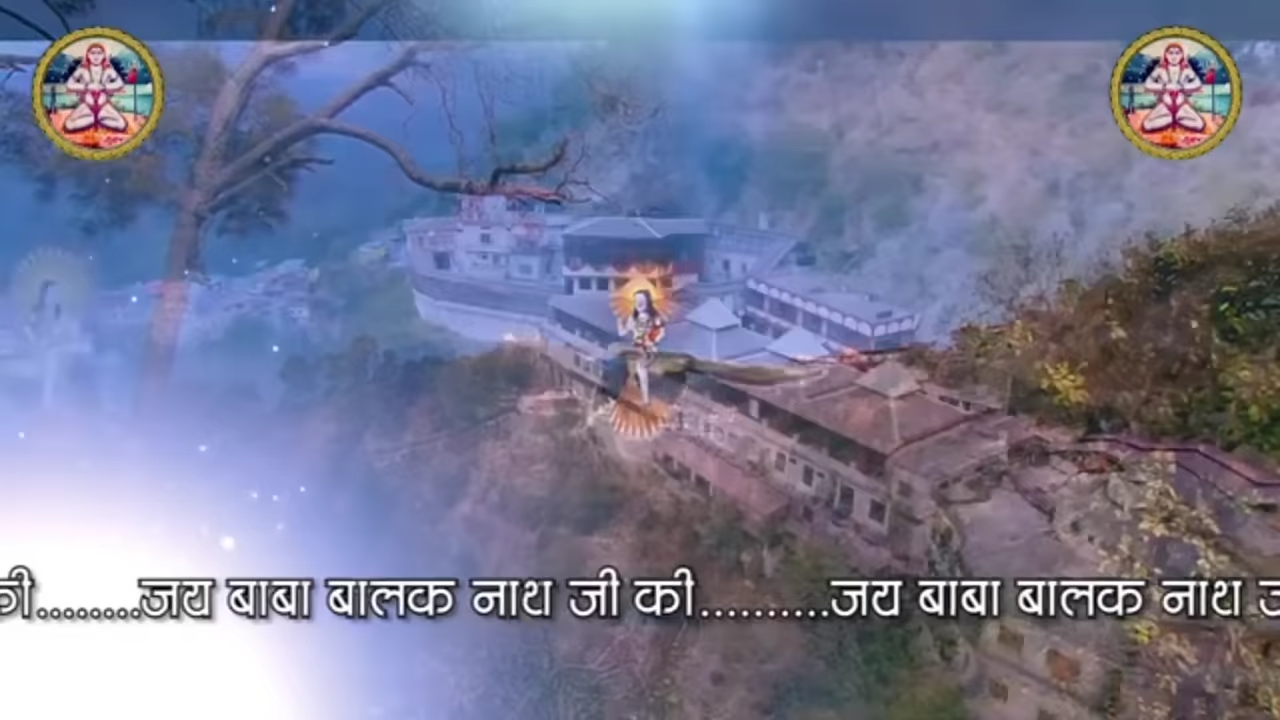 की........जय बाबा बालक नाथ जी की..........जय बाबा बालक नाथ